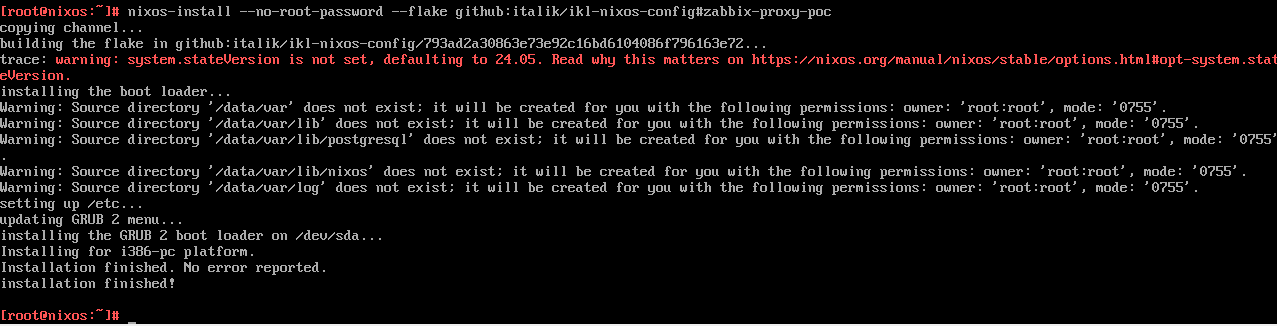 [root@nixos:~]# nixos-install --no-root-password --flake github:italik/ikl-nixos-config#zabbix-proxy-poc
copying channel...
building the flake in github:italik/ikl-nixos-config/793ad2a30863e73e92c16bd6104086f796163e72...
trace: warning: system.stateVersion is not set, defaulting to 24.05. Read why this matters on https://nixos.org/manual/nixos/stable/options.html#opt-system.stat
eVersion.
installing the boot loader...
Warning: Source directory '/data/var' does not exist; it will be created for you with the following permissions: owner: 'root:root', mode: '0755'.
Warning: Source directory '/data/var/lib' does not exist; it will be created for you with the following permissions: owner: 'root:root', mode: '0755'.
Warning: Source directory '/data/var/lib/postgresql' does not exist; it will be created for you with the following permissions: owner: 'root:root', mode: '0755'
.
Warning: Source directory '/data/var/lib/nixos' does not exist; it will be created for you with the following permissions: owner: 'root:root', mode: '0755'.
Warning: Source directory '/data/var/log' does not exist; it will be created for you with the following permissions: owner: 'root:root', mode: '0755'.
setting up /etc...
updating GRUB 2 menu...
installing the GRUB 2 boot loader on /dev/sda...
Installing for i386-pc platform.
Installation finished. No error reported.
installation finished!
[root@nixos:~]# _